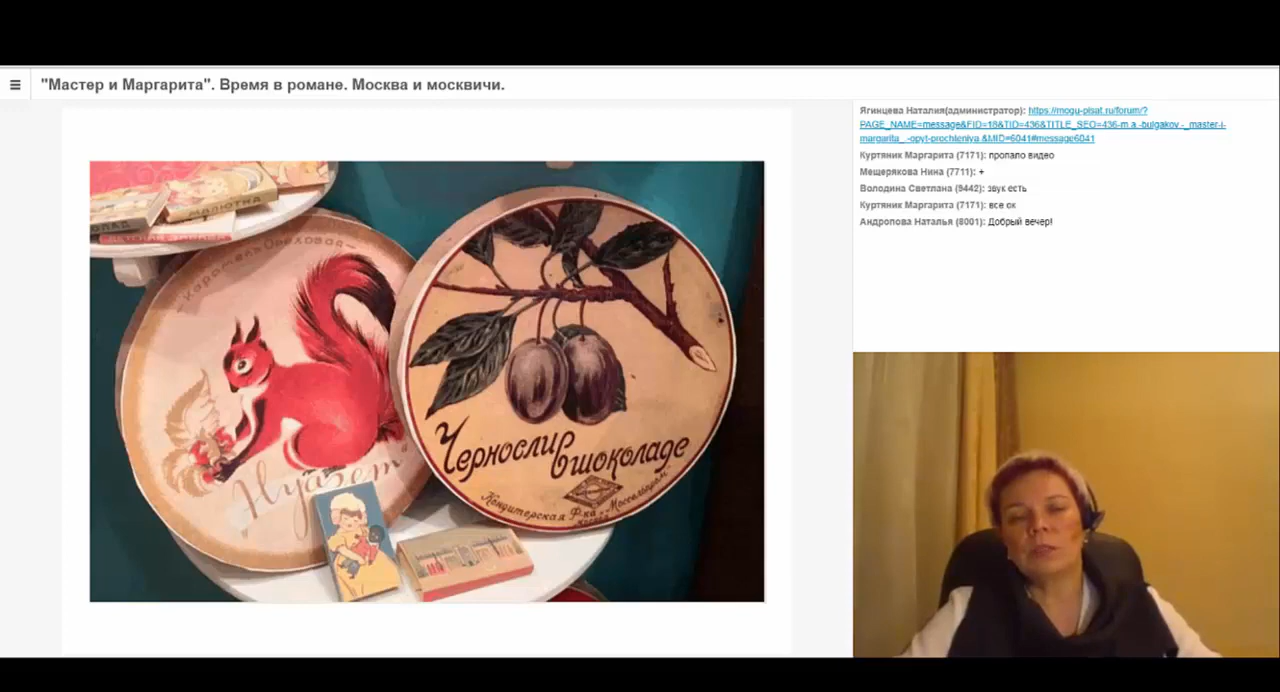 ☰ "Мастер и Маргарита". Время в романе. Москва и москвичи.
МАЛЮТКА
ЛАД
Карамель Ореховая
Нуазет
Чернослив
в шоколаде
Кондитерская Ф-ка "Моссельпром"
Ягинцева Наталия(администратор): https://mogu-pisat.ru/forum/?
PAGE_NAME=message&FID=18&TID=436&TITLE_SEO=436-m.a.-bulgakov.-_master-i-
margarita_.-opyt-prochteniya.&MID=6041#message6041
Куртяник Маргарита (7171): пропало видео
Мещерякова Нина (7711): +
Володина Светлана (9442): звук есть
Куртяник Маргарита (7171): все ок
Андропова Наталья (8001): Добрый вечер!